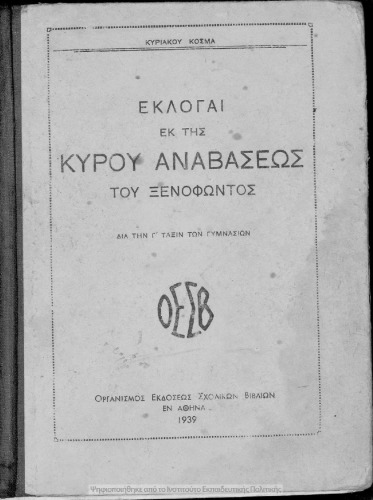 ΚΥΡΙΑΚΟΥ ΚΟΣΜΑ
ΕΚΛΟΓΑΙ
ΕΚ ΤΗΣ
ΚΥΡΟΥ ΑΝΑΒΑΣΕΩΣ
ΤΟΥ ΞΕΝΟΦΩΝΤΟΣ
ΔΙΑ ΤΗΝ Γ΄ ΤΑΞΙΝ ΤΩΝ ΓΥΜΝΑΣΙΩΝ
ΟΕΣΒ
ΟΡΓΑΝΙΣΜΟΣ ΕΚΔΟΣΕΩΣ ΣΧΟΛΙΚΩΝ ΒΙΒΛΙΩΝ
ΕΝ ΑΘΗΝΑ
1939
Ψηφιοποιήθηκε από το Ινστιτούτο Εκπαιδευτικής Πολιτικής